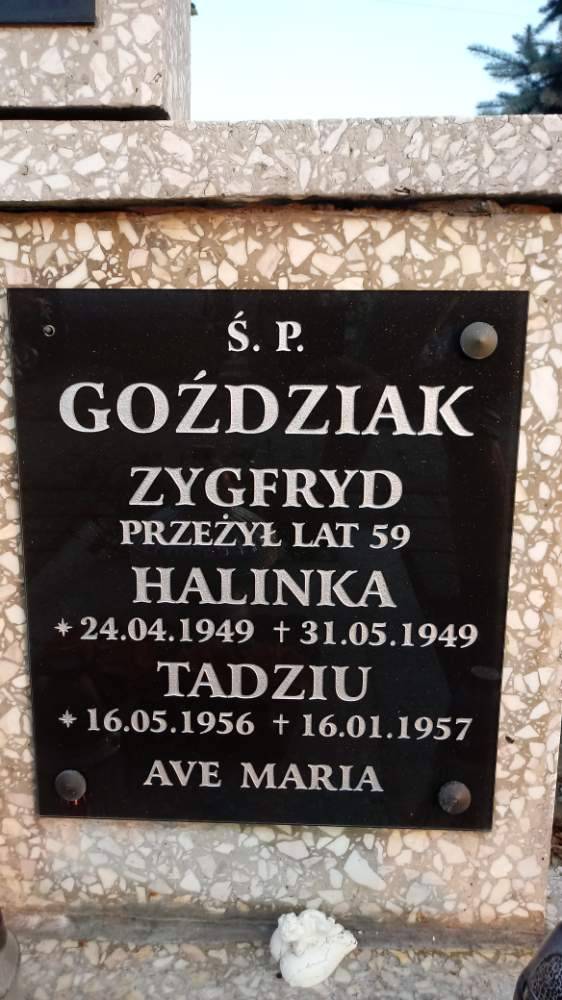 Ś. P.
GOŹDZIAK
ZYGFRYD
PRZEŻYŁ LAT 59
HALINKA
* 24.04.1949 † 31.05.1949
TADZIU
* 16.05.1956 † 16.01.1957
AVE MARIA